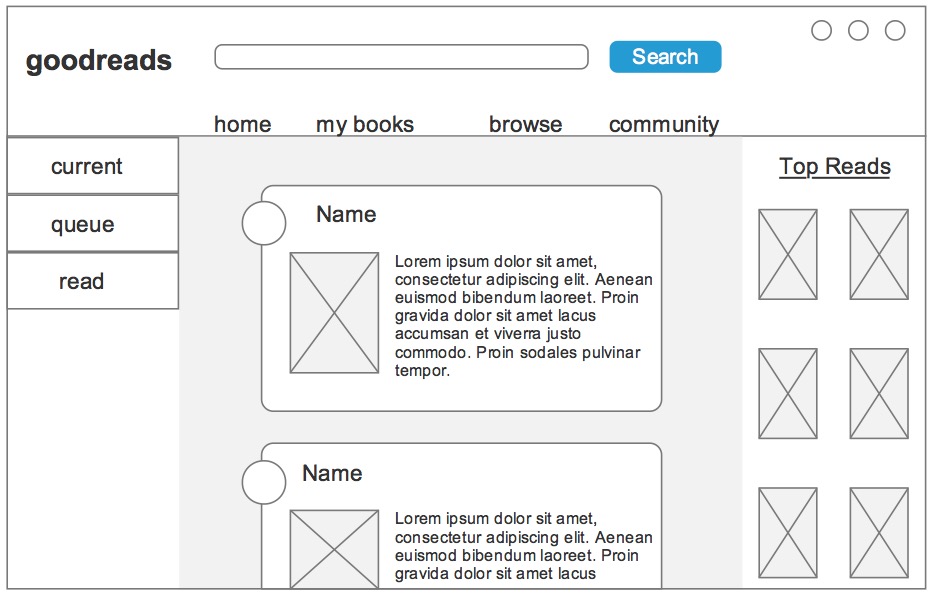 goodreads
Search
home my books browse community
current
queue
read
Name
Lorem ipsum dolor sit amet,
consectetur adipiscing elit. Aenean
euismod bibendum laoreet. Proin
gravida dolor sit amet lacus
accumsan et viverra justo
commodo. Proin sodales pulvinar
tempor.
Name
Lorem ipsum dolor sit amet,
consectetur adipiscing elit. Aenean
euismod bibendum laoreet. Proin
gravida dolor sit amet lacus
Top Reads